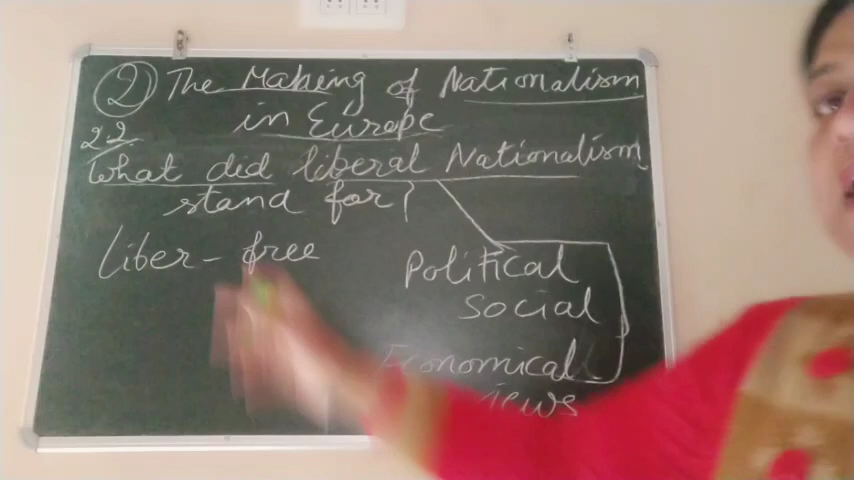 ② The Making of Nationalism
in Europe
2.2
What did liberal Nationalism
stand for?
Liber - free
Political
Social
Economical